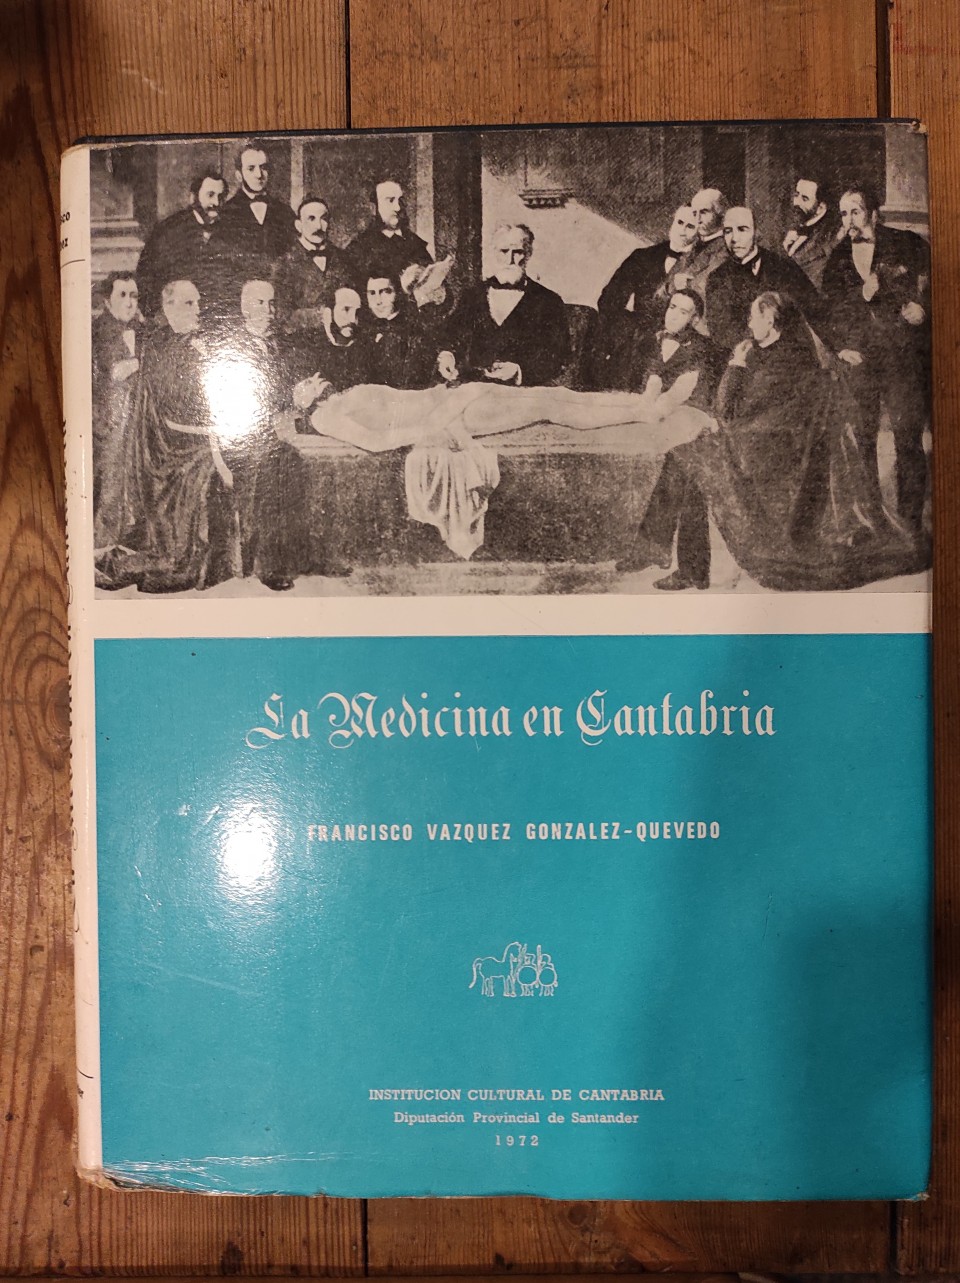 La Medicina en Cantabria
FRANCISCO VAZQUEZ GONZALEZ-QUEVEDO
INSTITUCION CULTURAL DE CANTABRIA
Diputación Provincial de Santander
1972